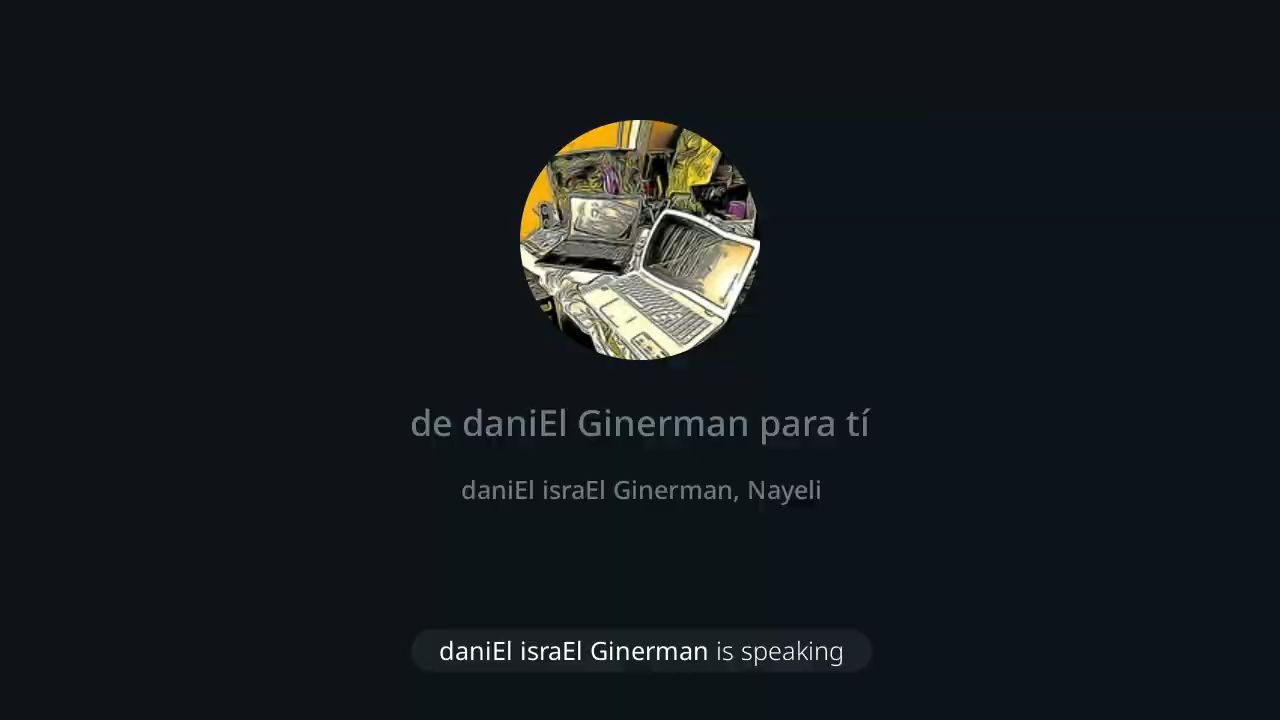 de daniEl Ginerman para tí
daniEl israEl Ginerman, Nayeli
daniEl israEl Ginerman is speaking